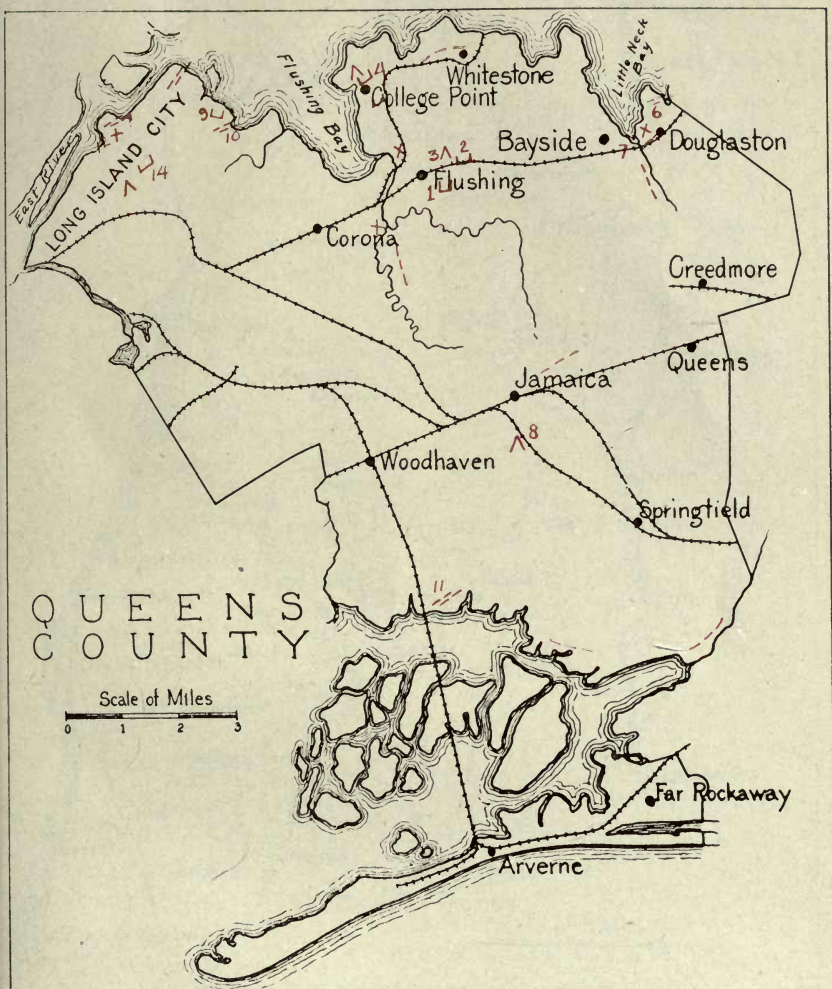 Whitestone
4
College Point
Flushing Bay
Little Neck Bay
6
Douglaston
Bayside
7
3 2
Flushing
1
9
10
East River
LONG ISLAND CITY
14
Corona
Creedmore
Queens
Jamaica
8
Woodhaven
Springfield
11
QUEENS
COUNTY
Scale of Miles
0 1 2 3
Far Rockaway
Arverne